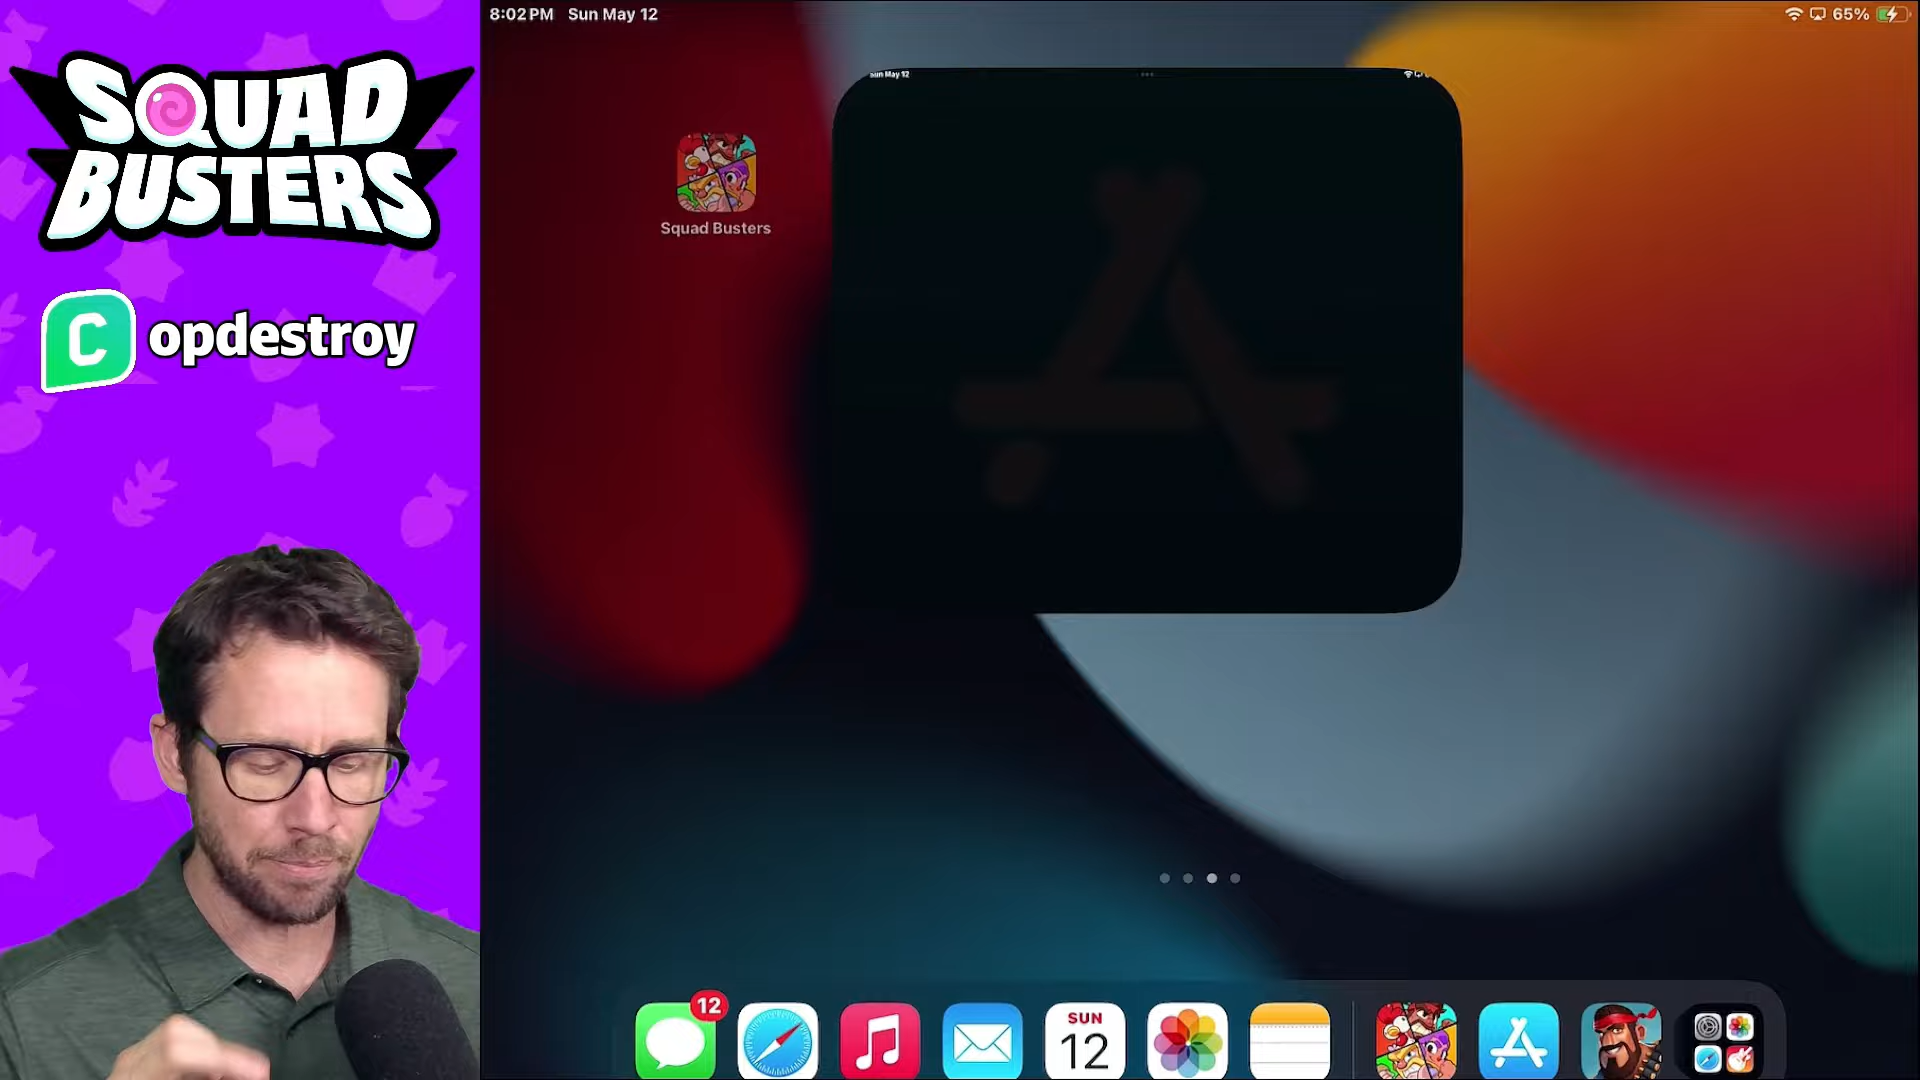 8:02 PM Sun May 12
65%
Sun May 12
SQUAD
BUSTERS
Squad Busters
C opdestroy
12
SUN
12